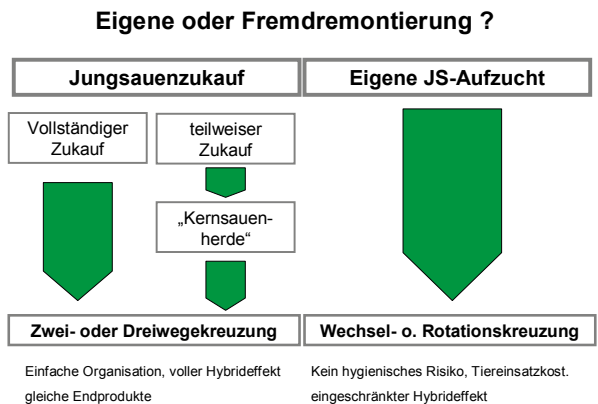 Eigene oder Fremdremontierung ?
Jungsauenzukauf
Eigene JS-Aufzucht
Vollständiger
Zukauf
teilweiser
Zukauf
„Kernsauen-
herde“
Zwei- oder Dreiwegekreuzung
Wechsel- o. Rotationskreuzung
Einfache Organisation, voller Hybrideffekt
gleiche Endprodukte
Kein hygienisches Risiko, Tiereinsatzkost.
eingeschränkter Hybrideffekt